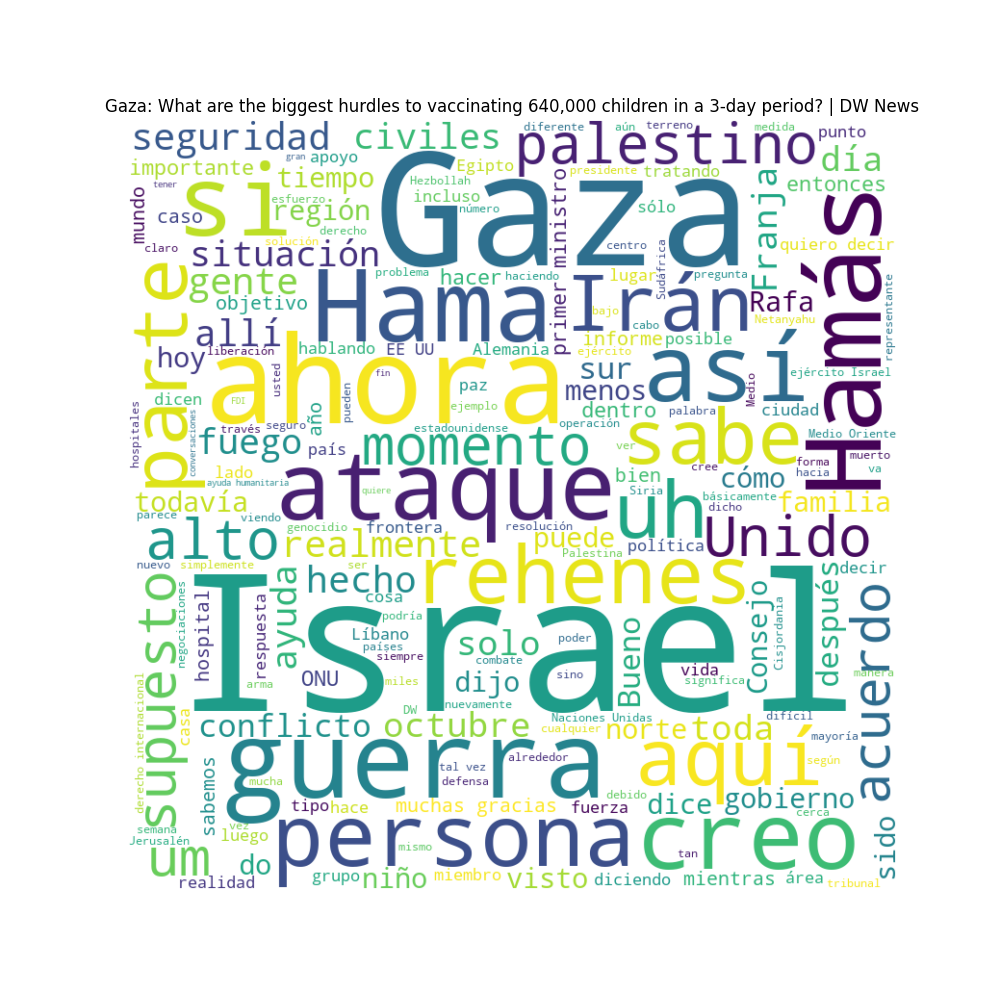 Gaza: What are the biggest hurdles to vaccinating 640,000 children in a 3-day period? | DW News
seguridad
civiles
diferente
aún
terreno
medida
palestino
punto
gran
apoyo
importante
Egipto
presidente
tratando
día
tener
si
tiempo
Gaza
Hezbollah
incluso
entonces
esfuerzo
mundo
caso
región
número
sólo
ministro
primer
Franja
derecho
claro
solución
situación
centro
Sudáfrica
quiero decir
Hamás
gente
problema
hacer
haciendo
lugar
pregunta
representante
parte
objetivo
Hama
Irán
Rafa
bajo
Netanyahu
allí
cabo
hoy
liberación
hablando
EE UU
Alemania
informe
posible
ejército
ahora
sur
así
ejército Israel
usted
fin
dicen
FDI
pueden
paz
menos
Medio
hospitales
conversaciones
año
ejemplo
dentro
palabra
ciudad
través
seguro
estadounidense
operación
sabe
Medio Oriente
fuego
país
momento
ver
muerto
lado
cree
forma
hacia
va
ayuda humanitaria
ataque
bien
cómo
quiere
Siria
básicamente
todavía
uh
dicho
familia
parece
viendo
genocidio
frontera
resolución
puede
Unido
alto
realmente
Palestina
política
nuevo
simplemente
ser
rehenes
decir
hecho
después
supuesto
negociaciones
hospital
respuesta
ayuda
cosa
Consejo
Cisjordania
acuerdo
podría
Israel
Líbano
países
siempre
solo
poder
Bueno
combate
sino
vida
ONU
dijo
significa
manera
arma
miles
nuevamente
derecho internacional
casa
DW
Naciones Unidas
difícil
conflicto
octubre
cualquier
norte
toda
mayoría
guerra
tal vez
alrededor
aquí
según
sabemos
mucha
defensa
tipo
hace
muchas gracias
fuerza
debido
dice
gobierno
cerca
semana
vez
Jerusalén
luego
persona
creo
sido
um
do
mismo
tan
realidad
grupo
niño
miembro
visto
diciendo
mientras
área
tribunal